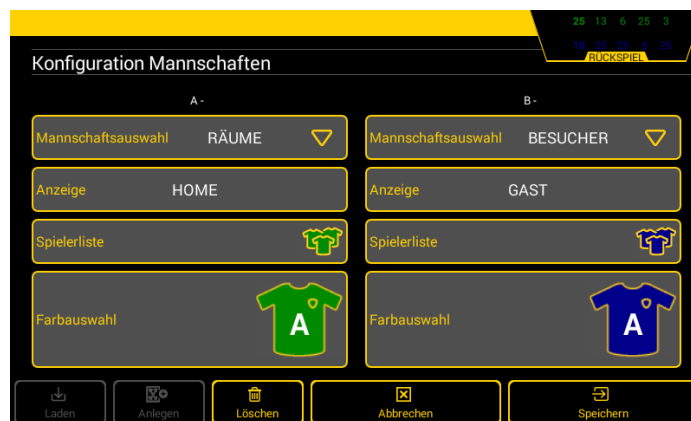 25 13 6 25 3
RÜCKSPIEL
Konfiguration Mannschaften
A -
B -
Mannschaftsauswahl RÄUME
Mannschaftsauswahl BESUCHER
Anzeige HOME
Anzeige GAST
Spielerliste
Spielerliste
Farbauswahl A
Farbauswahl A
Laden
Anlegen
Löschen
Abbrechen
Speichern